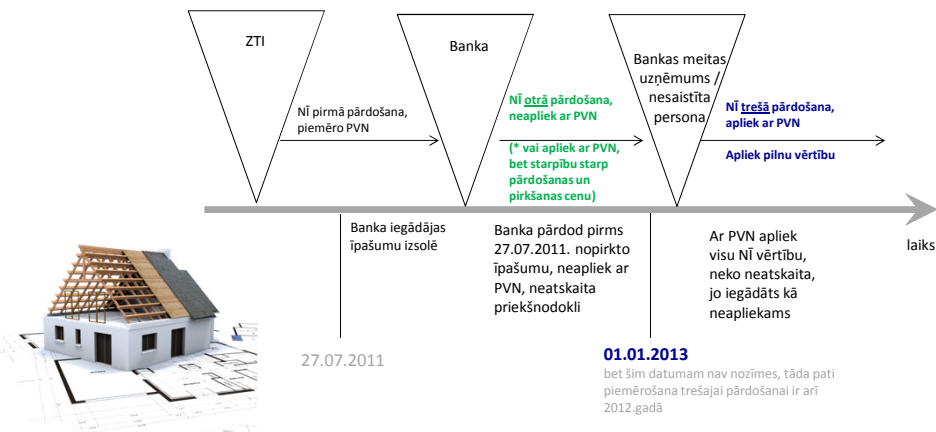 ZTI
Banka
Bankas meitas
uzņēmums /
nesaistīta
persona
NĪ pirmā pārdošana,
piemēro PVN
NĪ otrā pārdošana,
neapliek ar PVN
(* vai apliek ar PVN,
bet starpību starp
pārdošanas un
pirkšanas cenu)
NĪ trešā pārdošana,
apliek ar PVN
Apliek pilnu vērtību
laiks
Banka iegādājas
īpašumu izsolē
Banka pārdod pirms
27.07.2011. nopirkto
īpašumu, neapliek ar
PVN, neatskaita
priekšnodokli
Ar PVN apliek
visu NĪ vērtību,
neko neatskaita,
jo iegādāts kā
neapliekams
27.07.2011
01.01.2013
bet šim datumam nav nozīmes, tāda pati
piemērošana trešajai pārdošanai ir arī
2012.gadā